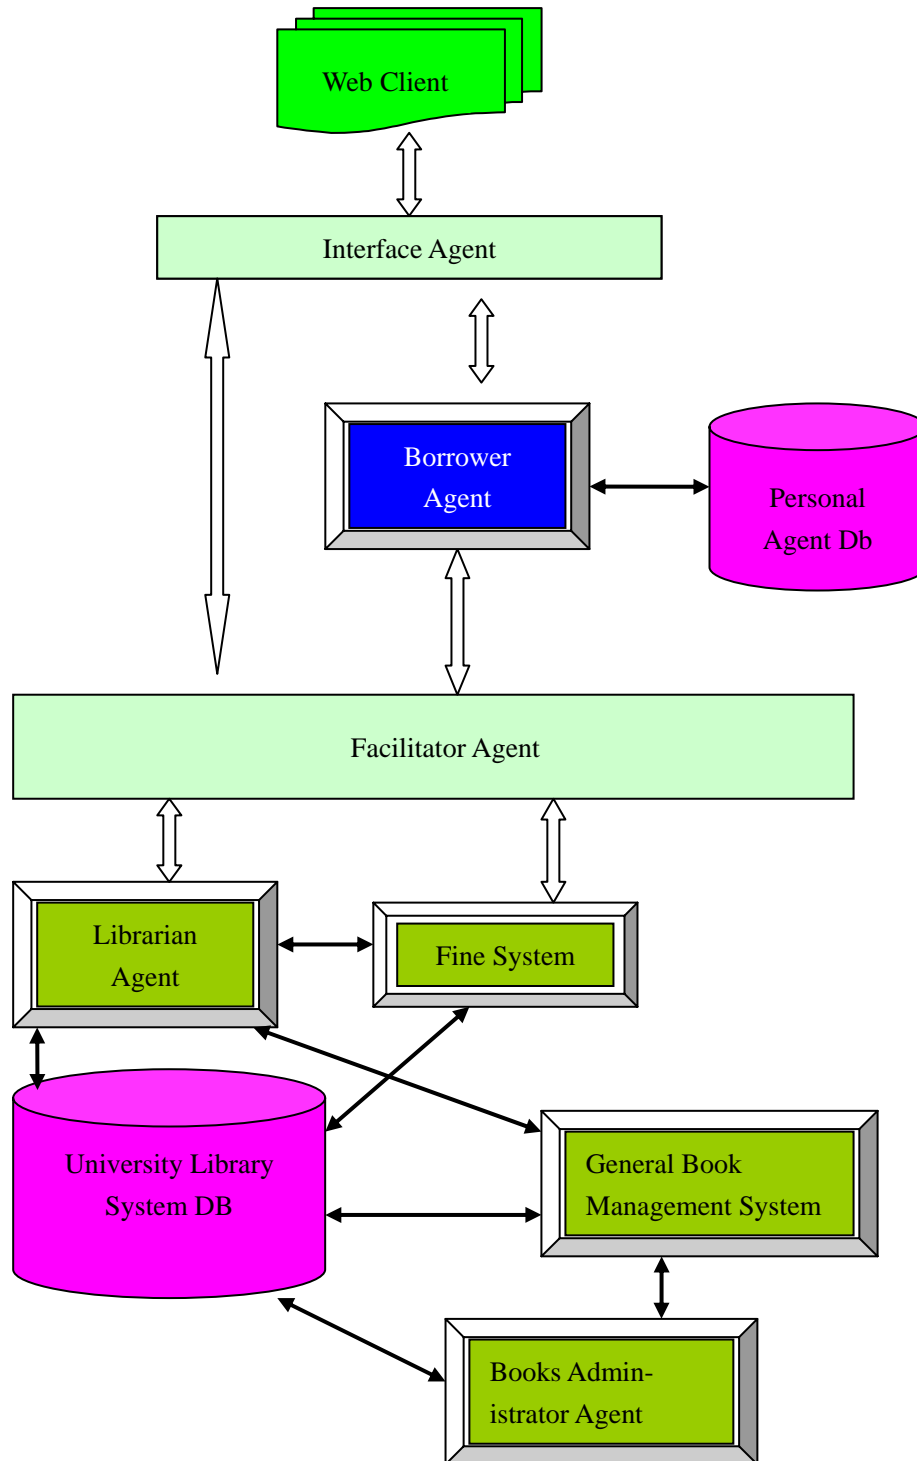 Web Client
Interface Agent
Borrower
Agent
Personal
Agent Db
Facilitator Agent
Librarian
Agent
Fine System
University Library
System DB
General Book
Management System
Books Admin-
istrator Agent